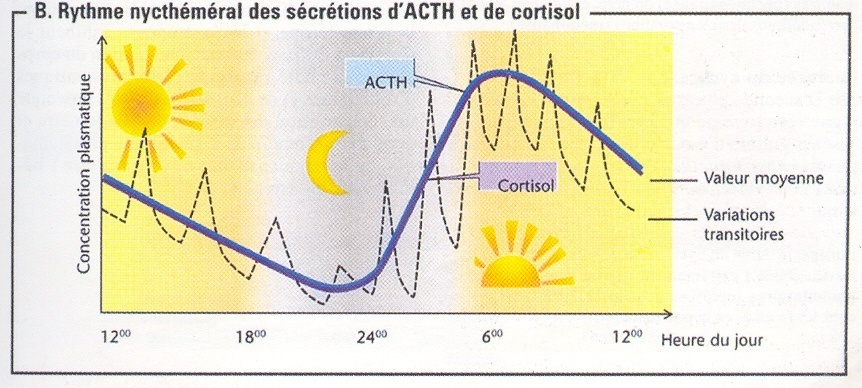 B. Rythme nycthéméral des sécrétions d'ACTH et de cortisol
Concentration plasmatique
ACTH
Cortisol
Valeur moyenne
Variations
transitoires
12⁰⁰ 18⁰⁰ 24⁰⁰ 6⁰⁰ 12⁰⁰ Heure du jour